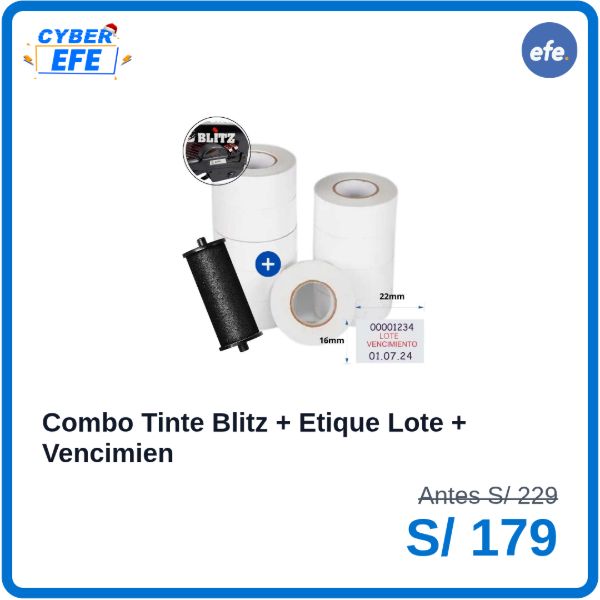 CYBER
EFE
efe.
BLITZ
+
22mm
16mm
00001234
LOTE
VENCIMIENTO
01.07.24
Combo Tinte Blitz + Etique Lote +
Vencimien
Antes S/ 229
S/ 179